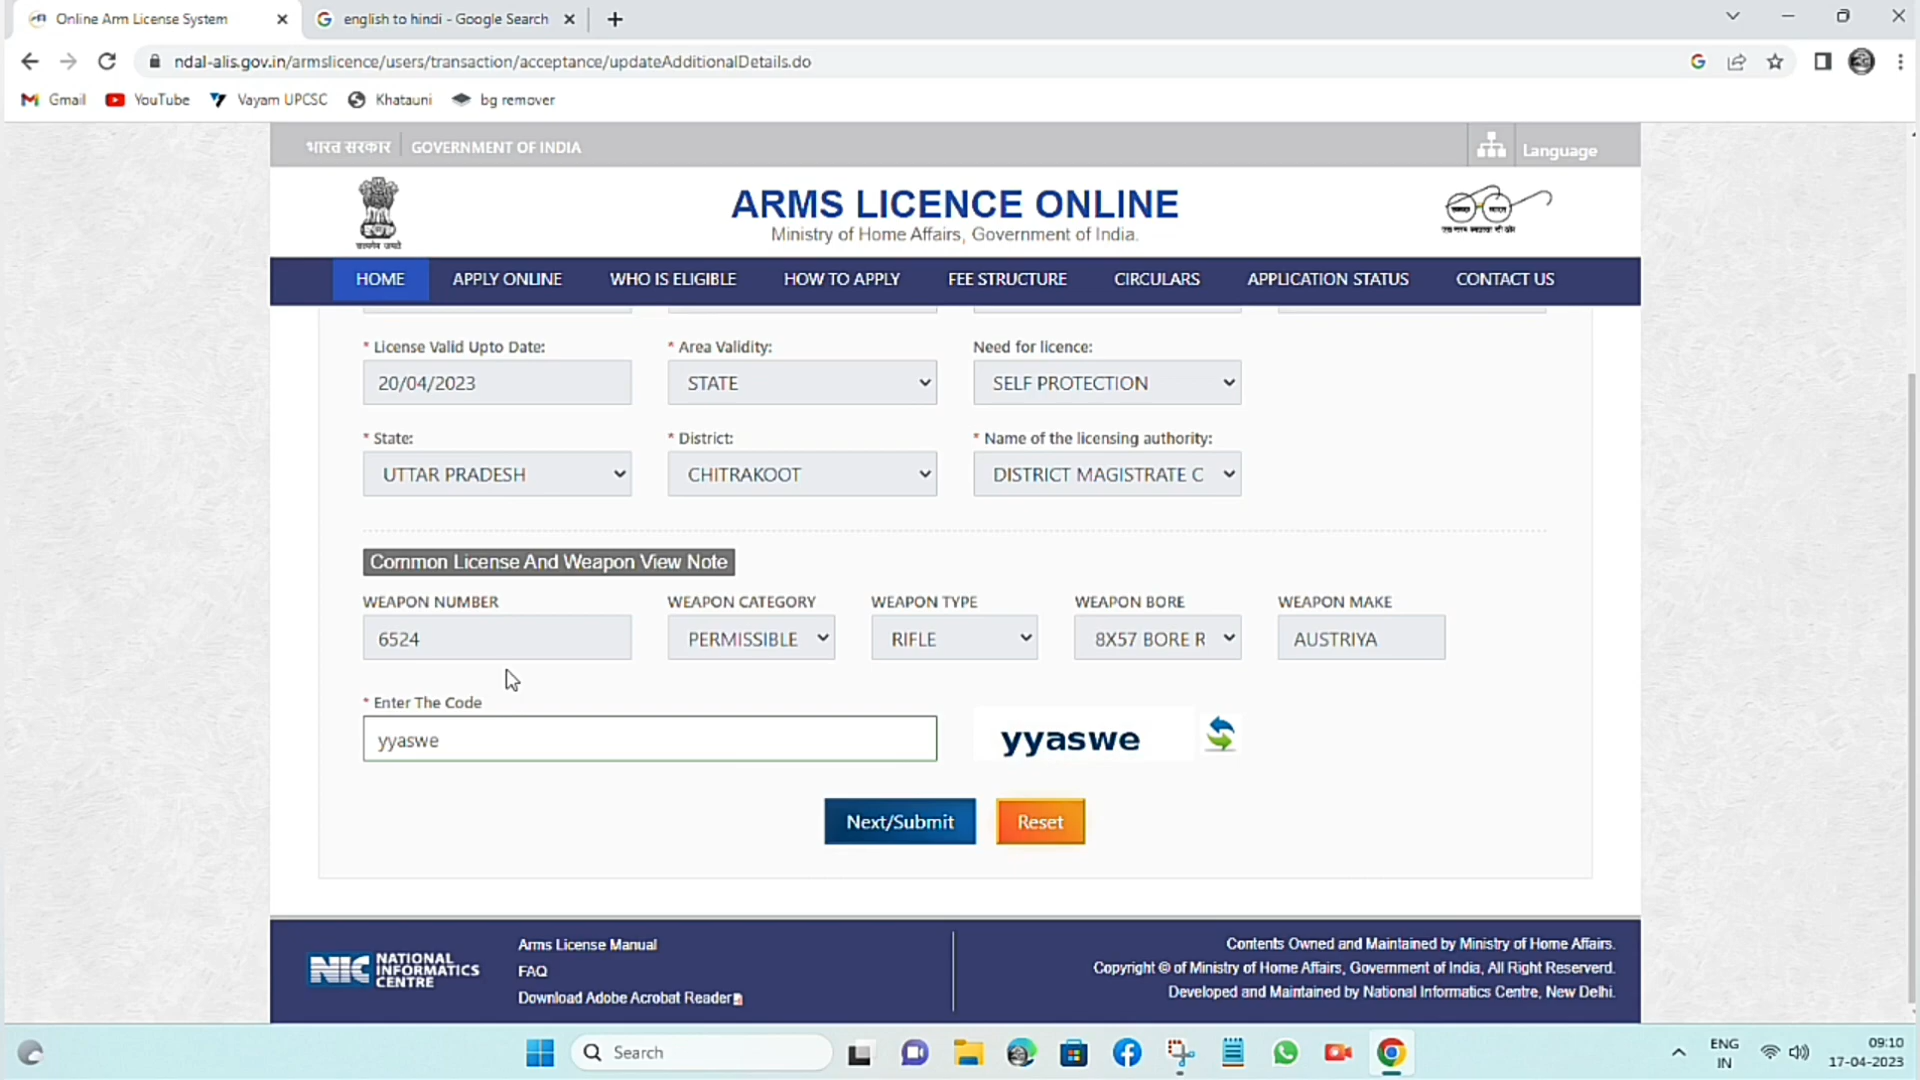 Online Arm License System
english to hindi - Google Search
ndal-alis.gov.in/armslicence/users/transaction/acceptance/updateAdditionalDetails.do
Gmail YouTube Vayam UPCSC Khatauni bg remover
भारत सरकार GOVERNMENT OF INDIA
Language
सत्यमेव जयते
ARMS LICENCE ONLINE
Ministry of Home Affairs, Government of India.
HOME APPLY ONLINE WHO IS ELIGIBLE HOW TO APPLY FEE STRUCTURE CIRCULARS APPLICATION STATUS CONTACT US
* License Valid Upto Date: * Area Validity: Need for licence:
20/04/2023 STATE SELF PROTECTION
* State: * District: * Name of the licensing authority:
UTTAR PRADESH CHITRAKOOT DISTRICT MAGISTRATE C
Common License And Weapon View Note
WEAPON NUMBER WEAPON CATEGORY WEAPON TYPE WEAPON BORE WEAPON MAKE
6524 PERMISSIBLE RIFLE 8X57 BORE R AUSTRIYA
* Enter The Code
yyaswe yyaswe
Next/Submit Reset
NIC NATIONAL INFORMATICS CENTRE
Arms License Manual
FAQ
Download Adobe Acrobat Reader
Contents Owned and Maintained by Ministry of Home Affairs.
Copyright © of Ministry of Home Affairs, Government of India, All Right Reserverd.
Developed and Maintained by National Informatics Centre, New Delhi.
Search
ENG
IN
09:10
17-04-2023